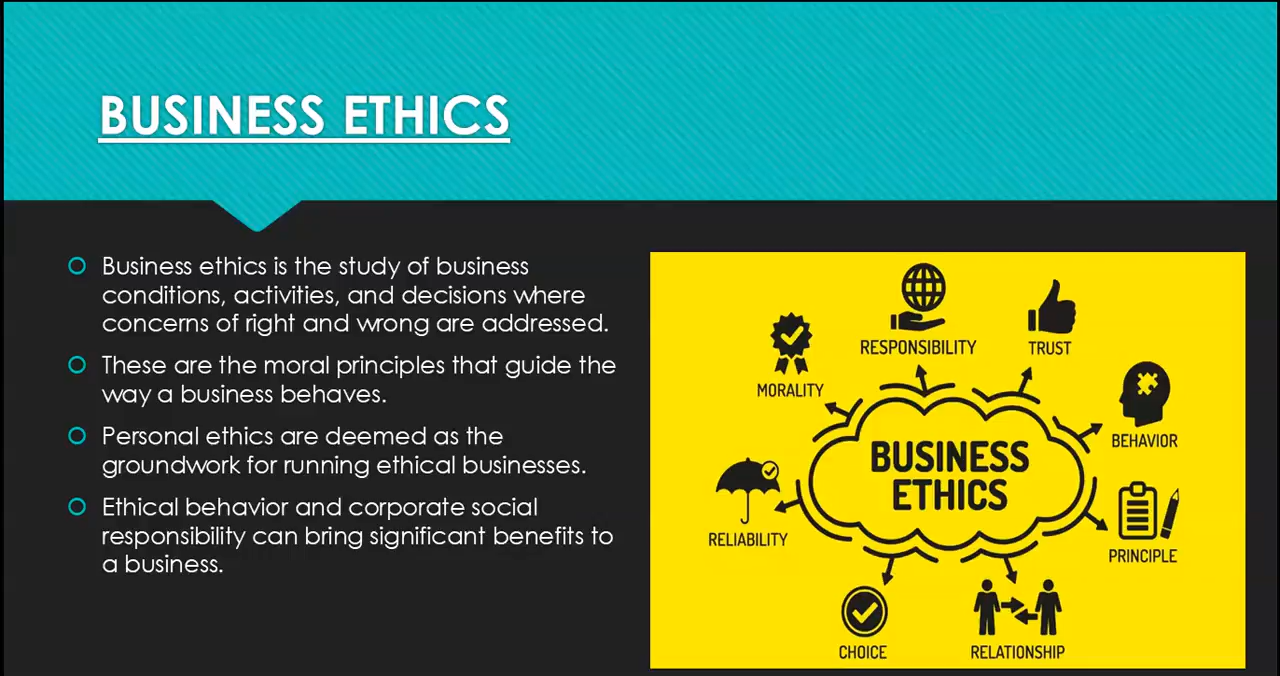 BUSINESS ETHICS
Business ethics is the study of business
conditions, activities, and decisions where
concerns of right and wrong are addressed.
These are the moral principles that guide the
way a business behaves.
Personal ethics are deemed as the
groundwork for running ethical businesses.
Ethical behavior and corporate social
responsibility can bring significant benefits to
a business.
RESPONSIBILITY
TRUST
MORALITY
BEHAVIOR
BUSINESS
ETHICS
RELIABILITY
PRINCIPLE
CHOICE
RELATIONSHIP